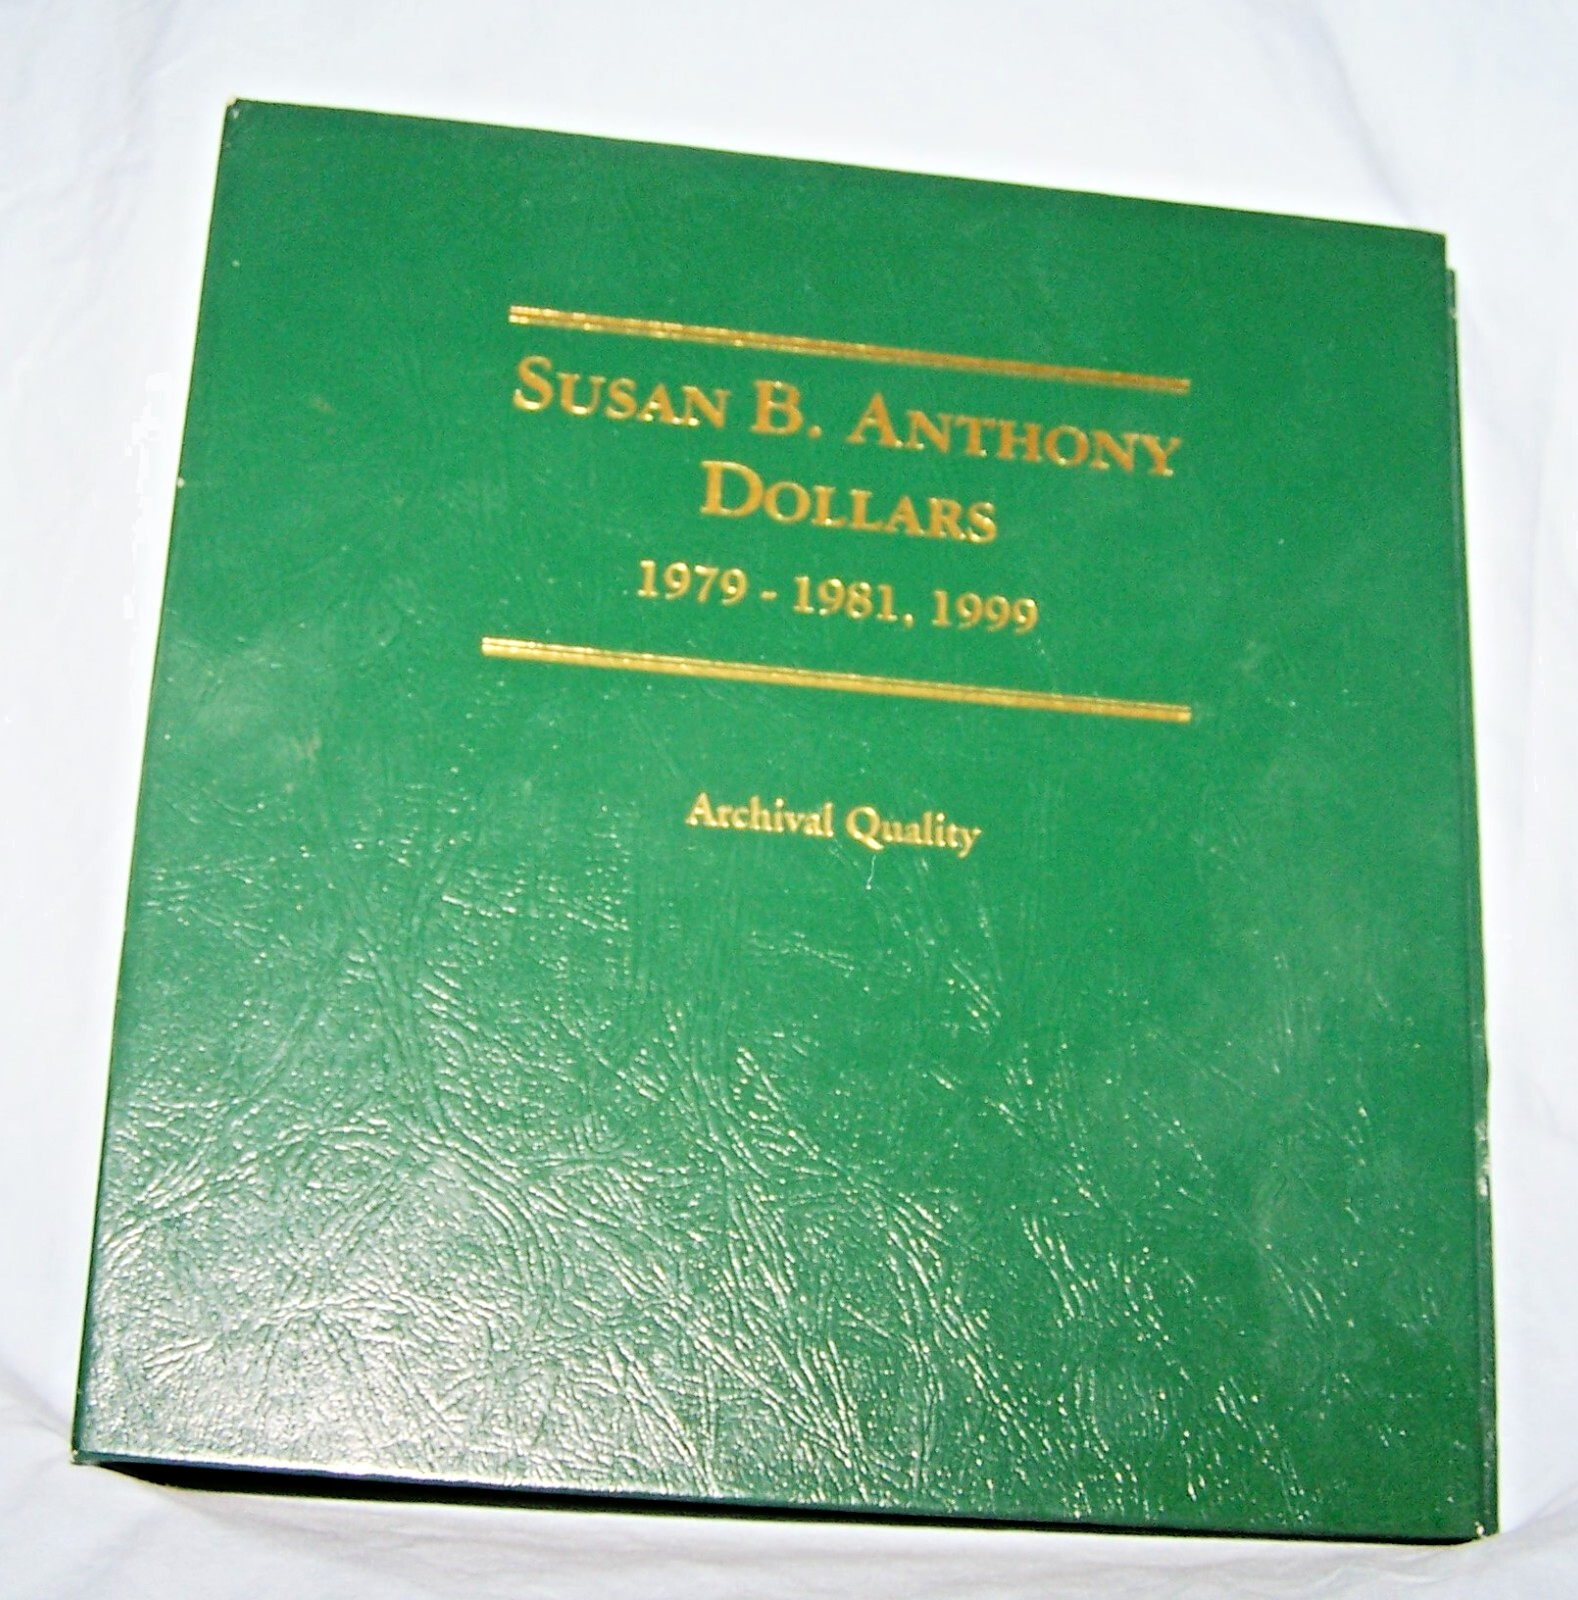 SUSAN B. ANTHONY
DOLLARS
1979 - 1981, 1999
Archival Quality